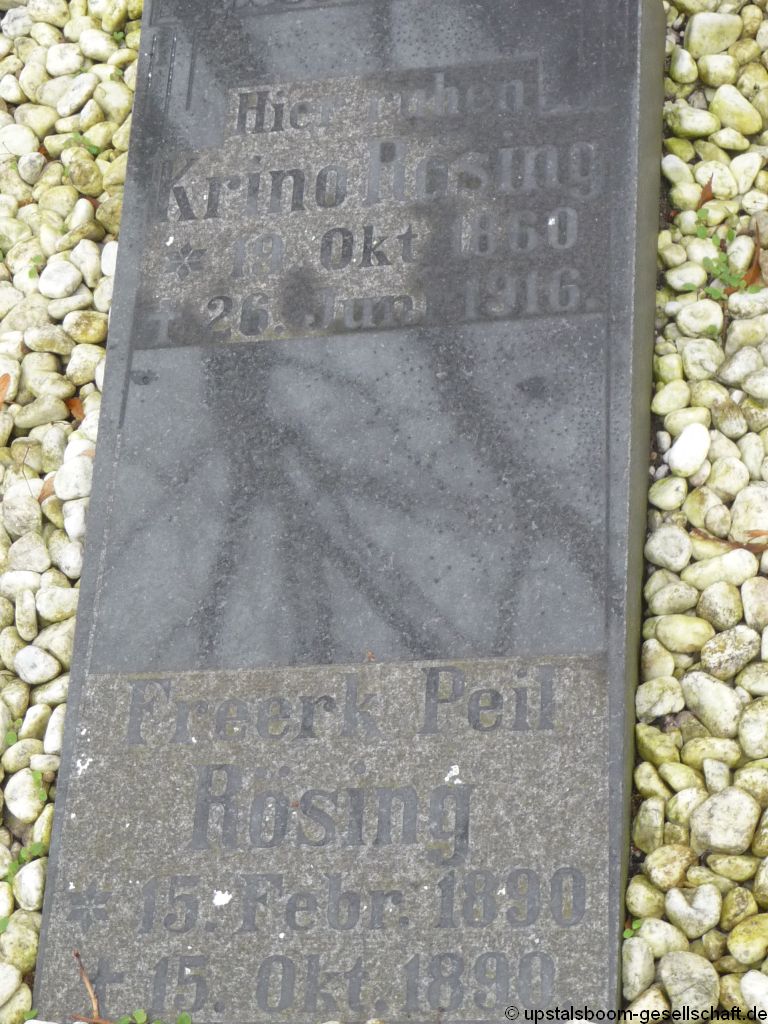 Hier ruhen
Krino Rösing
* 19. Okt 1860
† 26. Jun. 1916.
Freerk Peil
Rösing
* 15. Febr. 1890
† 15. Okt. 1890
© upstalsboom-gesellschaft.de